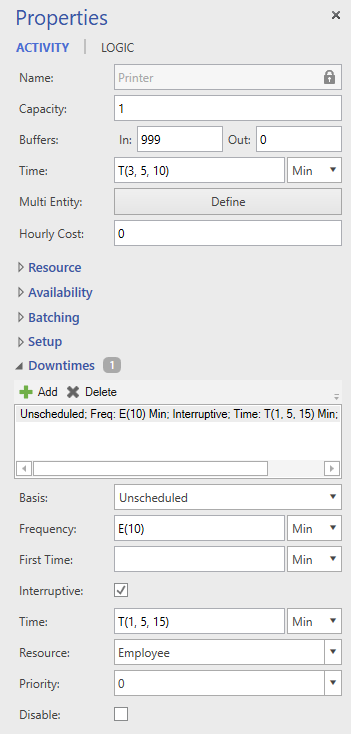 Properties
ACTIVITY | LOGIC
Name: Printer
Capacity: 1
Buffers: In: 999 Out: 0
Time: T(3, 5, 10) Min
Multi Entity: Define
Hourly Cost: 0
Resource
Availability
Batching
Setup
Downtimes 1
Add Delete
Unscheduled; Freq: E(10) Min; Interruptive; Time: T(1, 5, 15) Min;
Basis: Unscheduled
Frequency: E(10) Min
First Time: Min
Interruptive:
Time: T(1, 5, 15) Min
Resource: Employee
Priority: 0
Disable: